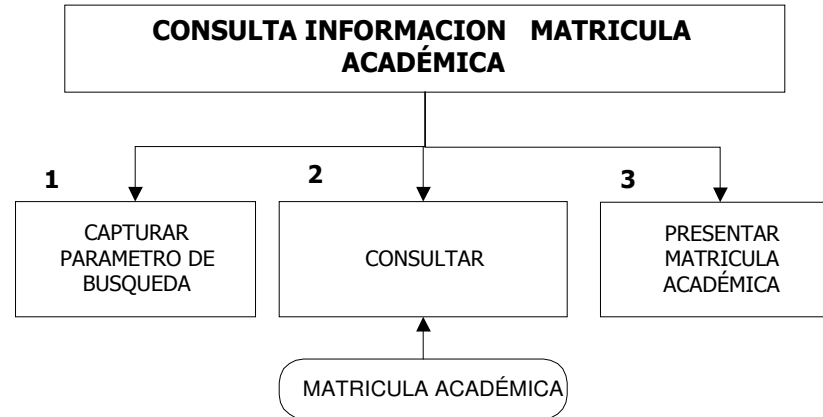 CONSULTA INFORMACION MATRICULA
ACADÉMICA
1
2
3
CAPTURAR
PARAMETRO DE
BUSQUEDA
CONSULTAR
PRESENTAR
MATRICULA
ACADÉMICA
MATRICULA ACADÉMICA